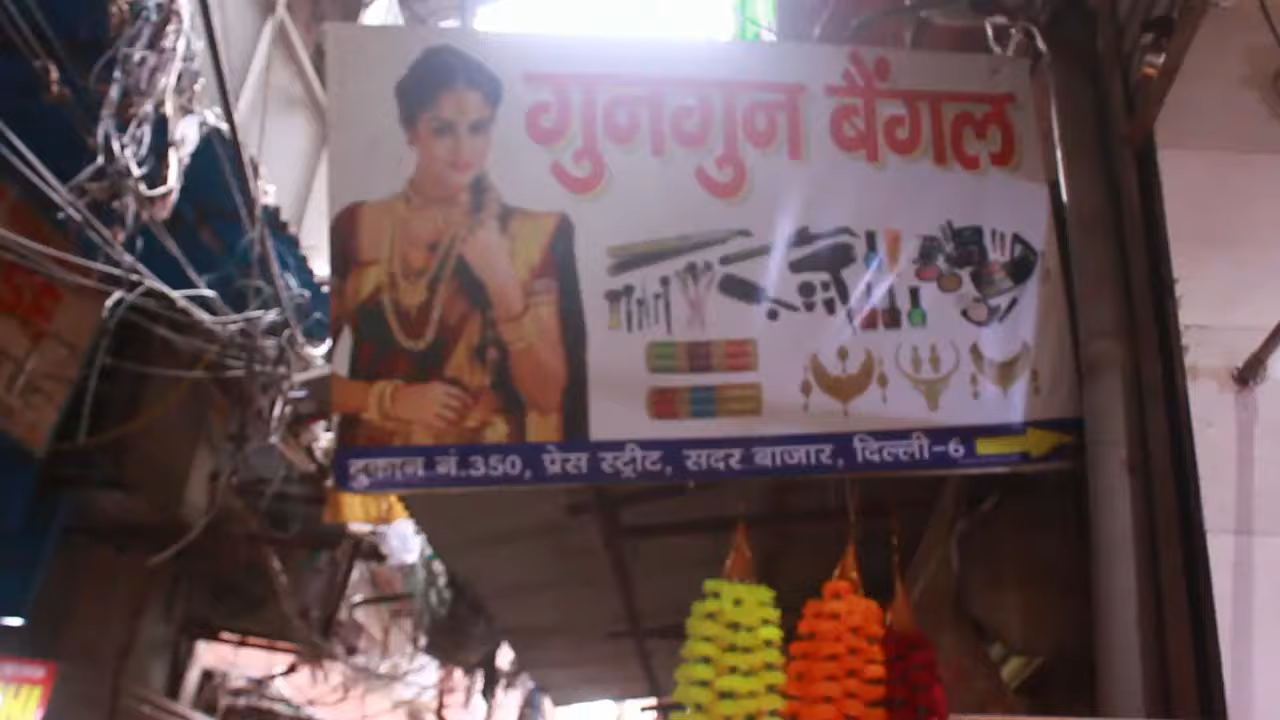 गुनगुन बैंगल
दुकान नं.350, प्रेस स्ट्रीट, सदर बाजार, दिल्ली-6